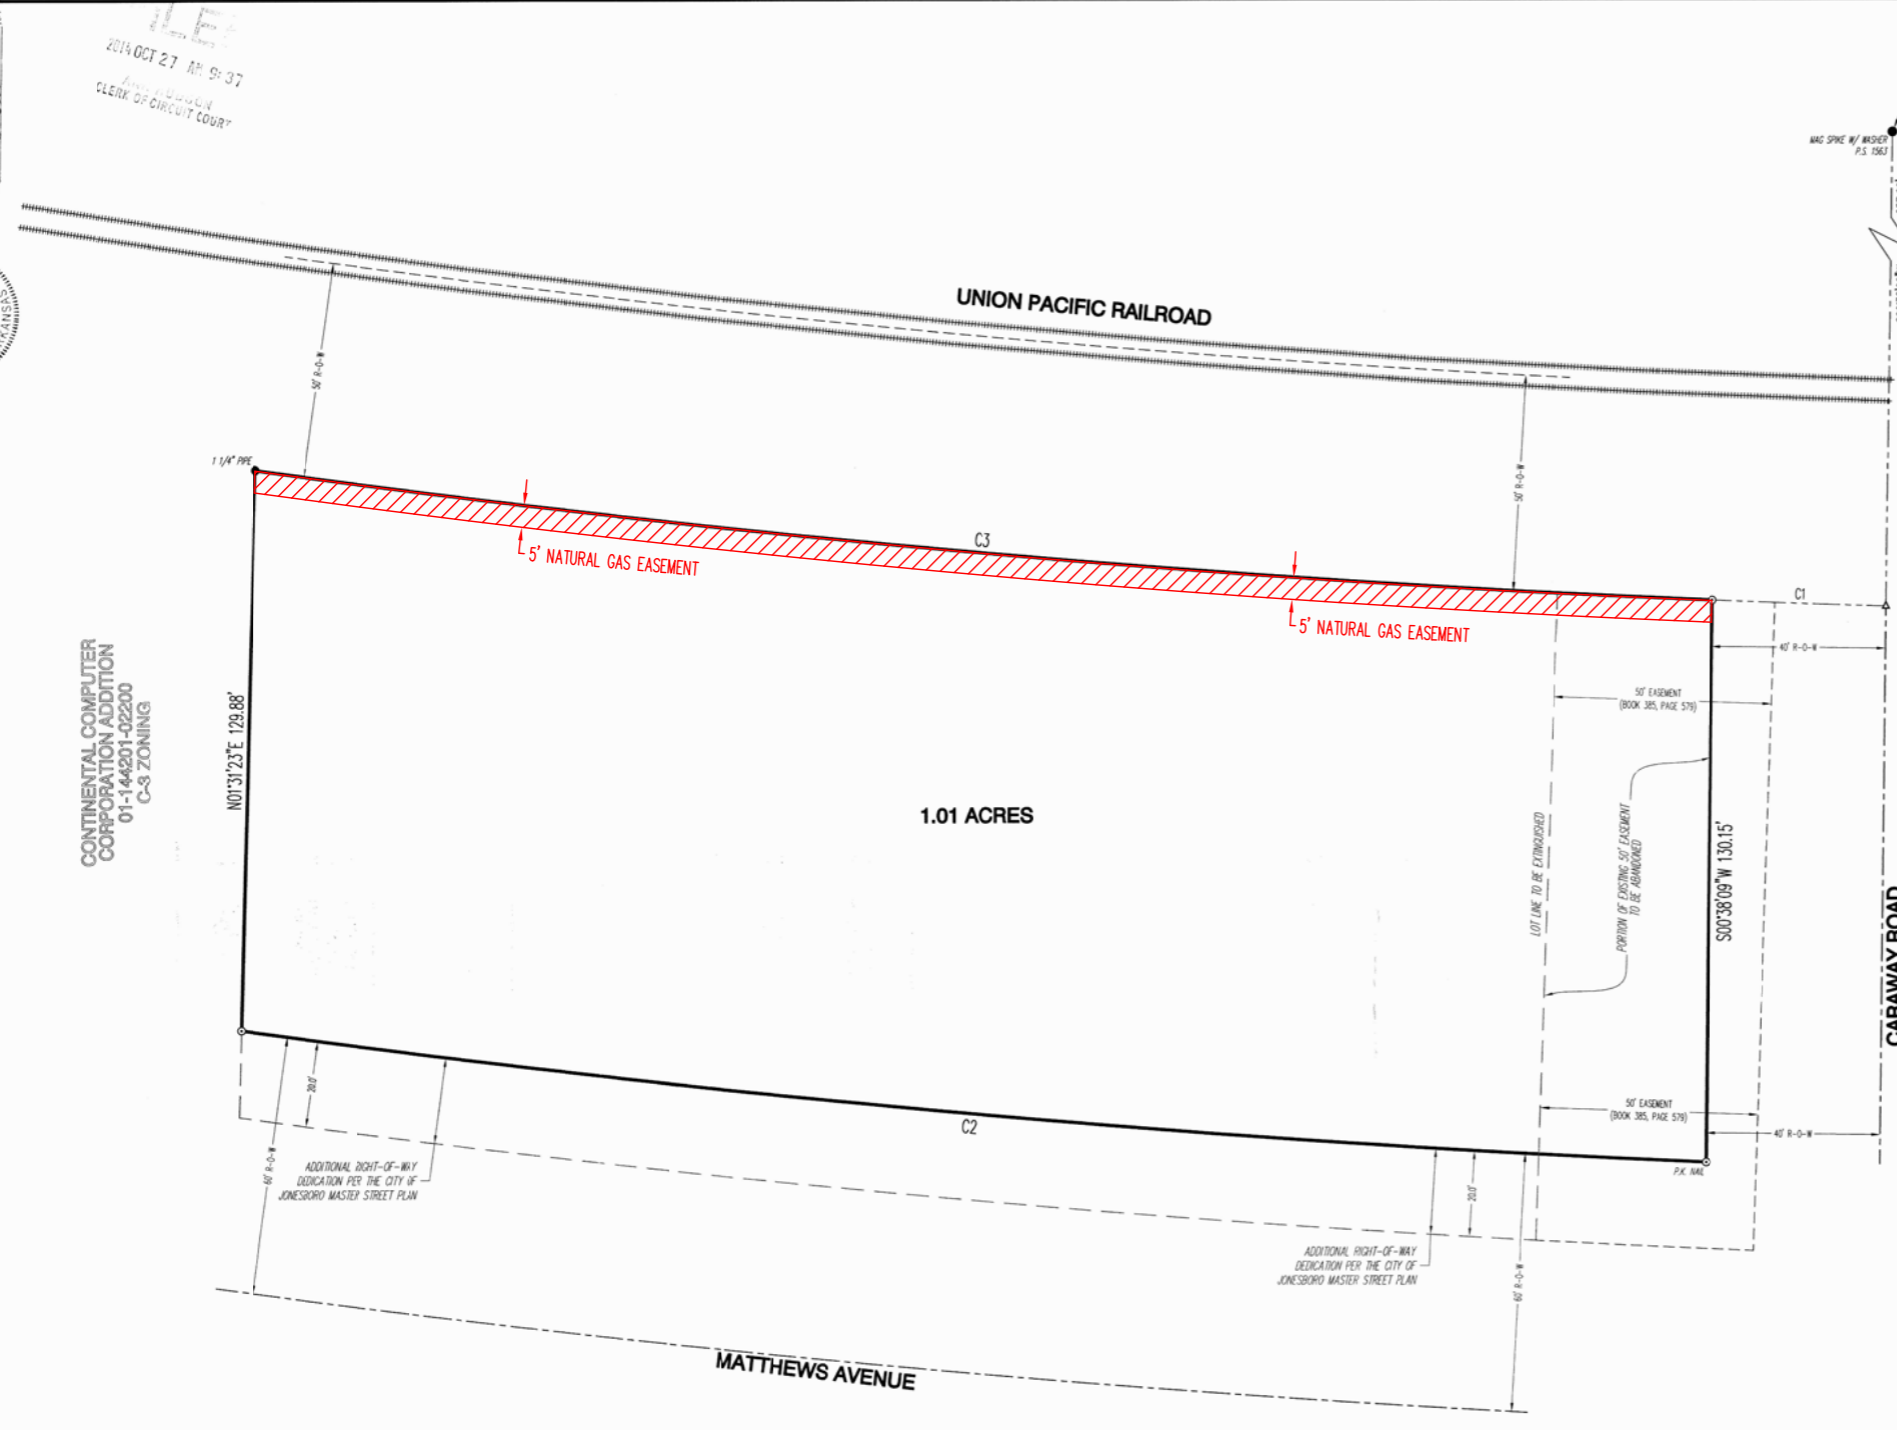 2014 OCT 27 AM 9:37
CLERK OF CIRCUIT COURT
MAG SPIKE W/ WASHER
P.S. 1563
UNION PACIFIC RAILROAD
50' R-O-W
50' R-O-W
1 1/4" PIPE
C3
C1
5' NATURAL GAS EASEMENT
5' NATURAL GAS EASEMENT
40' R-O-W
50' EASEMENT
(BOOK 385, PAGE 579)
CONTINENTAL COMPUTER
CORPORATION ADDITION
01-144201-02200
C-3 ZONING
N01°31'23"E 129.88'
1.01 ACRES
LOT LINE TO BE EXTINGUISHED
PORTION OF EXISTING 50' EASEMENT
TO BE ABANDONED
S00°38'09"W 130.15'
CARAWAY ROAD
50' EASEMENT
(BOOK 385, PAGE 579)
40' R-O-W
20.0'
C2
P.K. NAIL
60' R-O-W
ADDITIONAL RIGHT-OF-WAY
DEDICATION PER THE CITY OF
JONESBORO MASTER STREET PLAN
20.0'
ADDITIONAL RIGHT-OF-WAY
DEDICATION PER THE CITY OF
JONESBORO MASTER STREET PLAN
60' R-O-W
MATTHEWS AVENUE